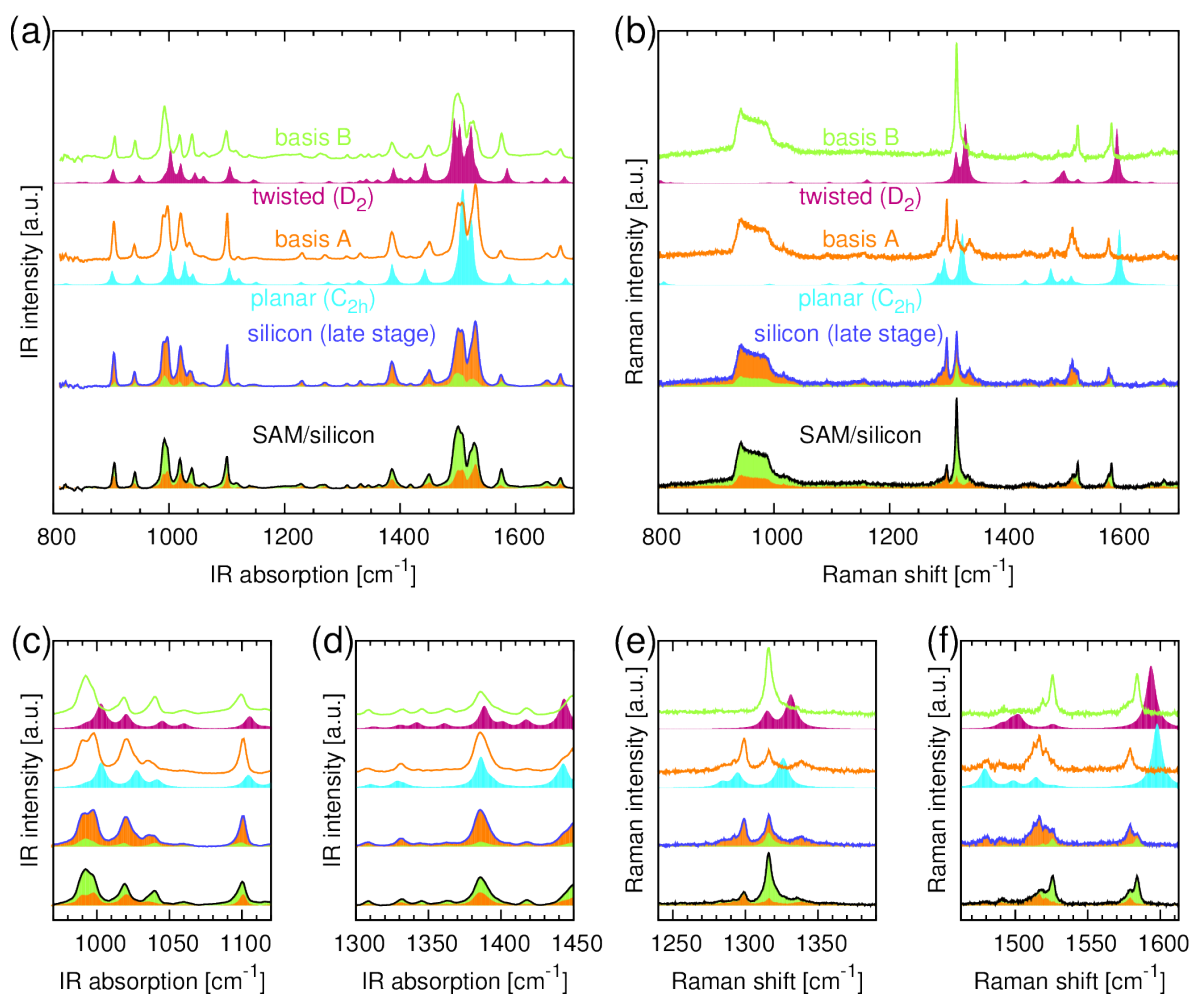 (a)
IR intensity [a.u.]
basis B
twisted (D2)
basis A
planar (C2h)
silicon (late stage)
SAM/silicon
800 1000 1200 1400 1600
IR absorption [cm-1]
(b)
Raman intensity [a.u.]
basis B
twisted (D2)
basis A
planar (C2h)
silicon (late stage)
SAM/silicon
800 1000 1200 1400 1600
Raman shift [cm-1]
(c)
IR intensity [a.u.]
1000 1050 1100
IR absorption [cm-1]
(d)
IR intensity [a.u.]
1300 1350 1400 1450
IR absorption [cm-1]
(e)
Raman intensity [a.u.]
1250 1300 1350
Raman shift [cm-1]
(f)
Raman intensity [a.u.]
1500 1550 1600
Raman shift [cm-1]